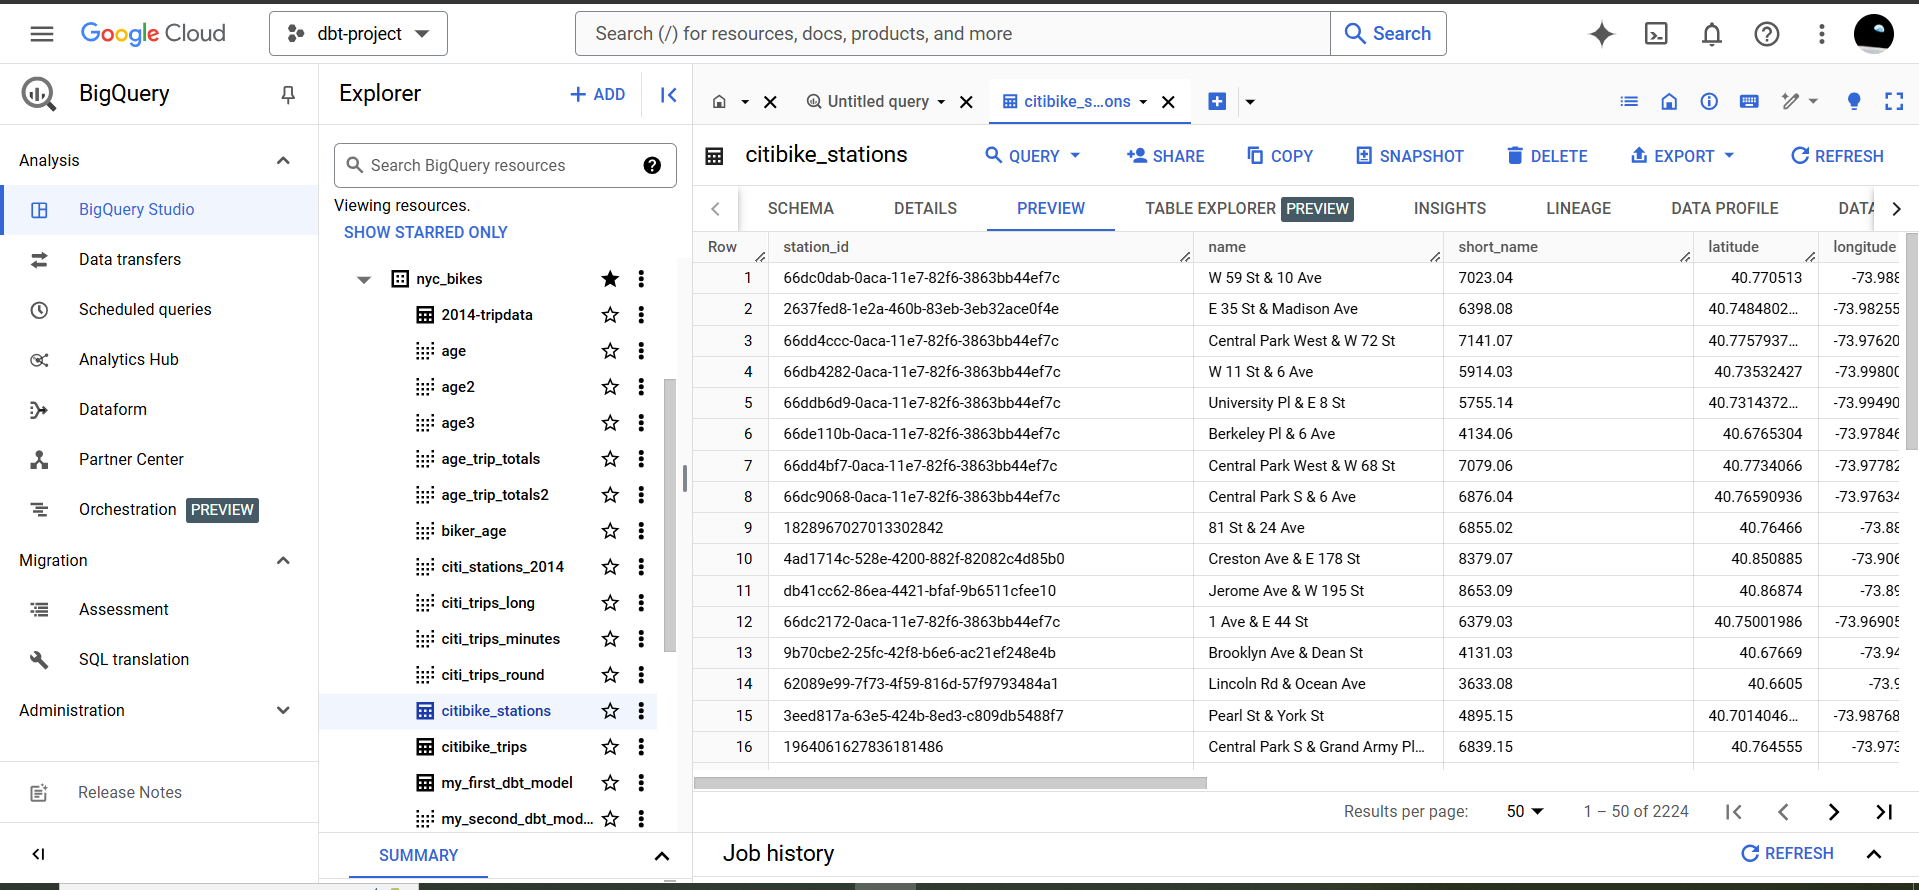 Google Cloud
dbt-project
Search (/) for resources, docs, products, and more
Search
BigQuery
Analysis
BigQuery Studio
Data transfers
Scheduled queries
Analytics Hub
Dataform
Partner Center
Orchestration PREVIEW
Migration
Assessment
SQL translation
Administration
Release Notes
Explorer
ADD
Search BigQuery resources
Viewing resources.
SHOW STARRED ONLY
nyc_bikes
2014-tripdata
age
age2
age3
age_trip_totals
age_trip_totals2
biker_age
citi_stations_2014
citi_trips_long
citi_trips_minutes
citi_trips_round
citibike_stations
citibike_trips
my_first_dbt_model
my_second_dbt_mod...
SUMMARY
Untitled query
citibike_s...ons
citibike_stations
QUERY SHARE COPY SNAPSHOT DELETE EXPORT REFRESH
SCHEMA DETAILS PREVIEW TABLE EXPLORER PREVIEW INSIGHTS LINEAGE DATA PROFILE DATA
Row station_id name short_name latitude longitude
1 66dc0dab-0aca-11e7-82f6-3863bb44ef7c W 59 St & 10 Ave 7023.04 40.770513 -73.988
2 2637fed8-1e2a-460b-83eb-3eb32ace0f4e E 35 St & Madison Ave 6398.08 40.7484802... -73.98255
3 66dd4ccc-0aca-11e7-82f6-3863bb44ef7c Central Park West & W 72 St 7141.07 40.7757937... -73.97620
4 66db4282-0aca-11e7-82f6-3863bb44ef7c W 11 St & 6 Ave 5914.03 40.73532427 -73.99800
5 66ddb6d9-0aca-11e7-82f6-3863bb44ef7c University Pl & E 8 St 5755.14 40.7314372... -73.99490
6 66de110b-0aca-11e7-82f6-3863bb44ef7c Berkeley Pl & 6 Ave 4134.06 40.6765304 -73.97846
7 66dd4bf7-0aca-11e7-82f6-3863bb44ef7c Central Park West & W 68 St 7079.06 40.7734066 -73.97782
8 66dc9068-0aca-11e7-82f6-3863bb44ef7c Central Park S & 6 Ave 6876.04 40.76590936 -73.97634
9 1828967027013302842 81 St & 24 Ave 6855.02 40.76466 -73.88
10 4ad1714c-528e-4200-882f-82082c4d85b0 Creston Ave & E 178 St 8379.07 40.850885 -73.906
11 db41cc62-86ea-4421-bfaf-9b6511cfee10 Jerome Ave & W 195 St 8653.09 40.86874 -73.89
12 66dc2172-0aca-11e7-82f6-3863bb44ef7c 1 Ave & E 44 St 6379.03 40.75001986 -73.96905
13 9b70cbe2-25fc-42f8-b6e6-ac21ef248e4b Brooklyn Ave & Dean St 4131.03 40.67669 -73.94
14 62089e99-7f73-4f59-816d-57f9793484a1 Lincoln Rd & Ocean Ave 3633.08 40.6605 -73.9
15 3eed817a-63e5-424b-8ed3-c809db5488f7 Pearl St & York St 4895.15 40.7014046... -73.98768
16 1964061627836181486 Central Park S & Grand Army Pl... 6839.15 40.764555 -73.973
Results per page: 50 1 – 50 of 2224
Job history
REFRESH